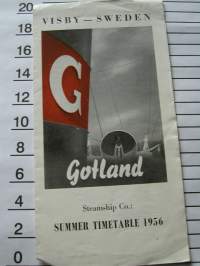 20
18
16
14
12
10
8
6
4
2
0
VISBY — SWEDEN
G
Gotland
Steamship Co.:
SUMMER TIMETABLE 1956